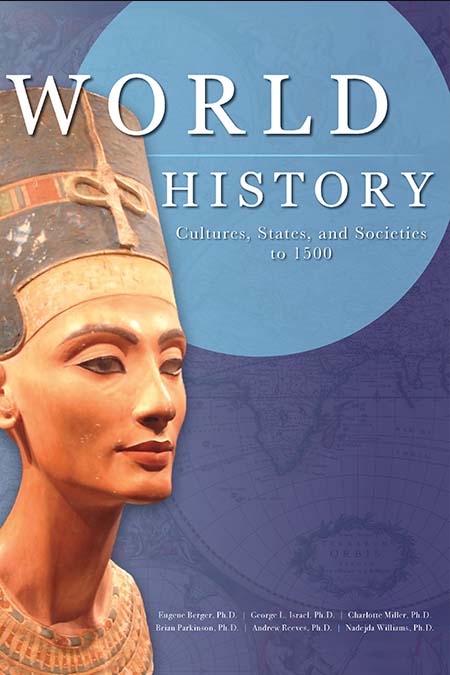 WORLD
HISTORY
Cultures, States, and Societies
to 1500
ORBIS
Eugene Berger, Ph.D. | George L. Israel, Ph.D. | Charlotte Miller, Ph.D.
Brian Parkinson, Ph.D. | Andrew Reeves, Ph.D. | Nadejda Williams, Ph.D.